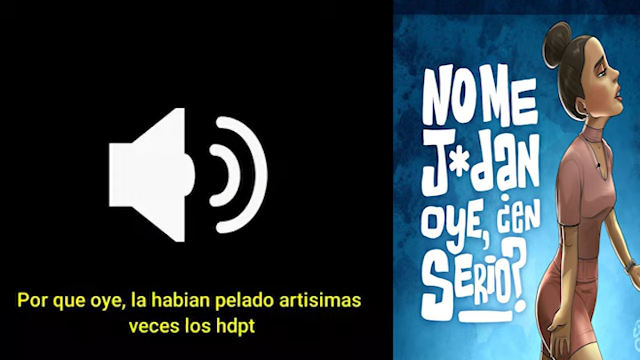 Por que oye, la habian pelado artisimas
veces los hdpt
NO ME
J*dan
oye, ¿en
Serio?